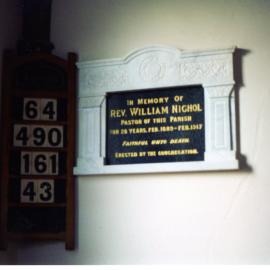 64
490
161
43
IN MEMORY OF
REV. WILLIAM NICHOL
PASTOR OF THIS PARISH
FOR 28 YEARS, FEB. 1889 - FEB. 1917
FAITHFUL UNTO DEATH
ERECTED BY THE CONGREGATION.